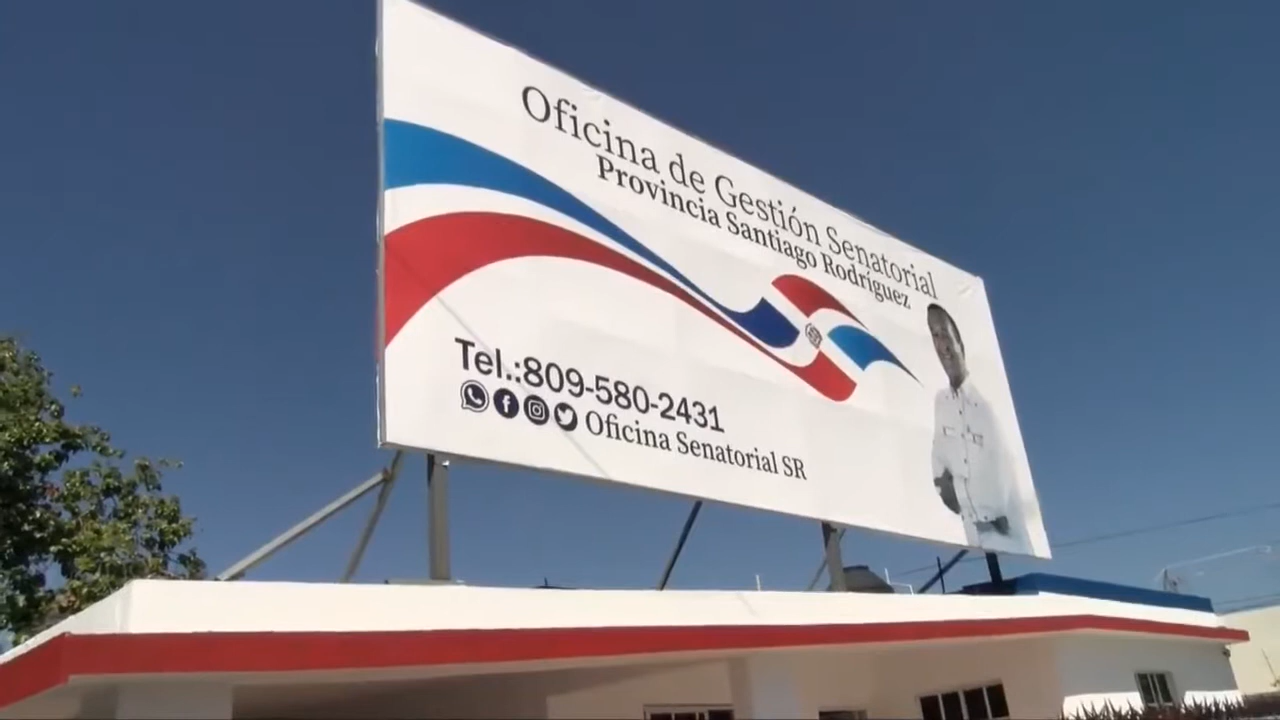 Oficina de Gestión Senatorial
Provincia Santiago Rodríguez
Tel.:809-580-2431
Oficina Senatorial SR